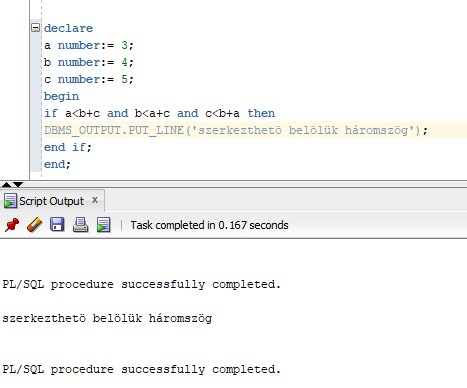 declare
a number:= 3;
b number:= 4;
c number:= 5;
begin
if a<b+c and b<a+c and c<b+a then
DBMS_OUTPUT.PUT_LINE('szerkezthetö belölük háromszög');
end if;
end;
Script Output x
Task completed in 0.167 seconds
PL/SQL procedure successfully completed.
szerkezthetö belölük háromszög
PL/SQL procedure successfully completed.